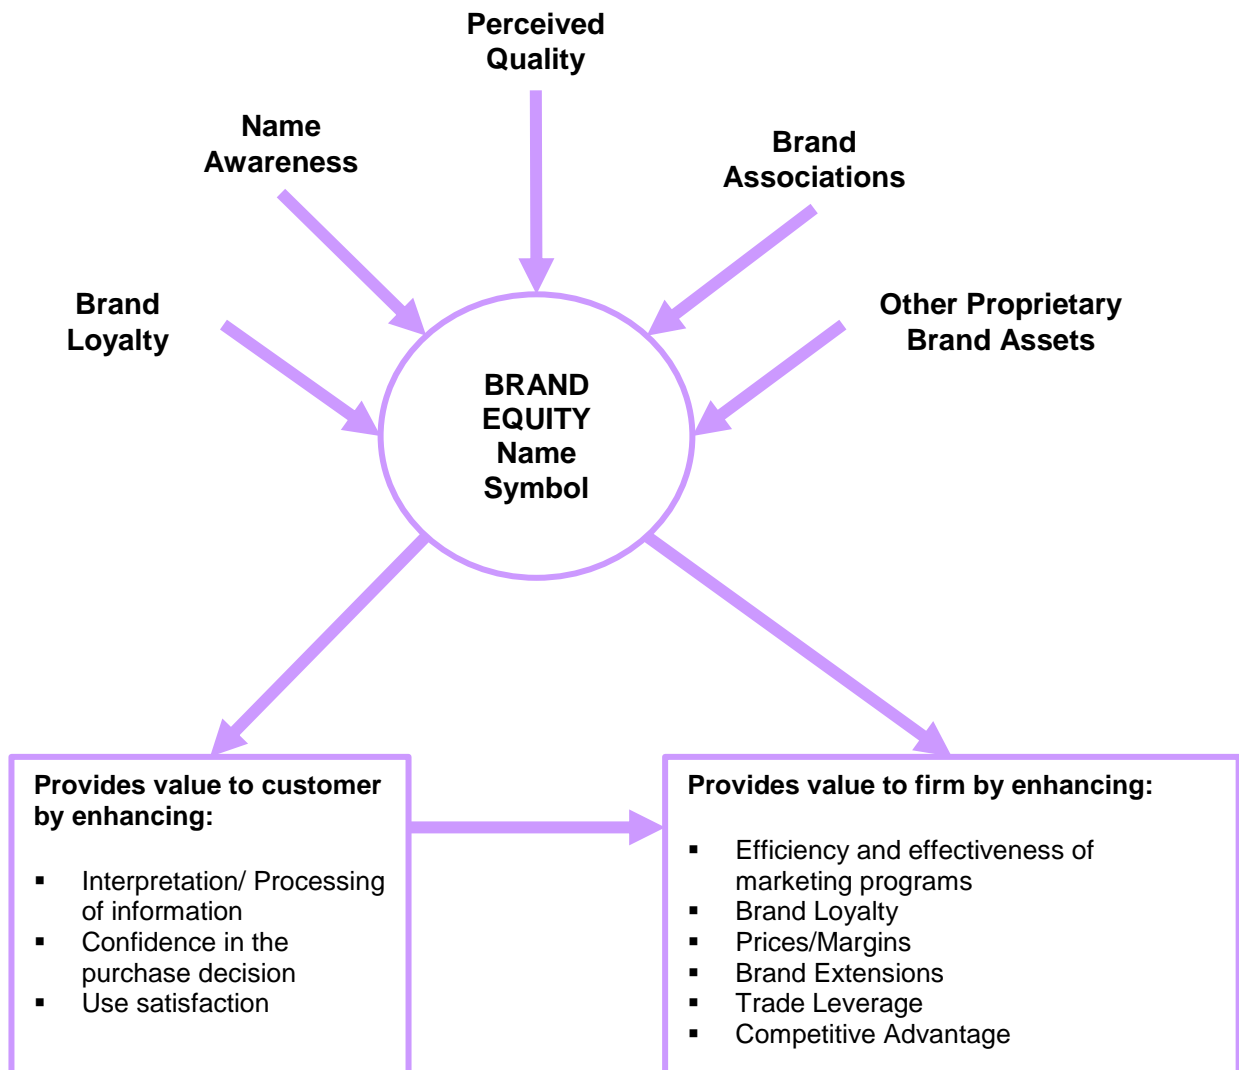 Perceived
Quality
Name
Awareness
Brand
Associations
Brand
Loyalty
Other Proprietary
Brand Assets
BRAND
EQUITY
Name
Symbol
Provides value to customer
by enhancing:
▪ Interpretation/ Processing
of information
▪ Confidence in the
purchase decision
▪ Use satisfaction
Provides value to firm by enhancing:
▪ Efficiency and effectiveness of
marketing programs
▪ Brand Loyalty
▪ Prices/Margins
▪ Brand Extensions
▪ Trade Leverage
▪ Competitive Advantage